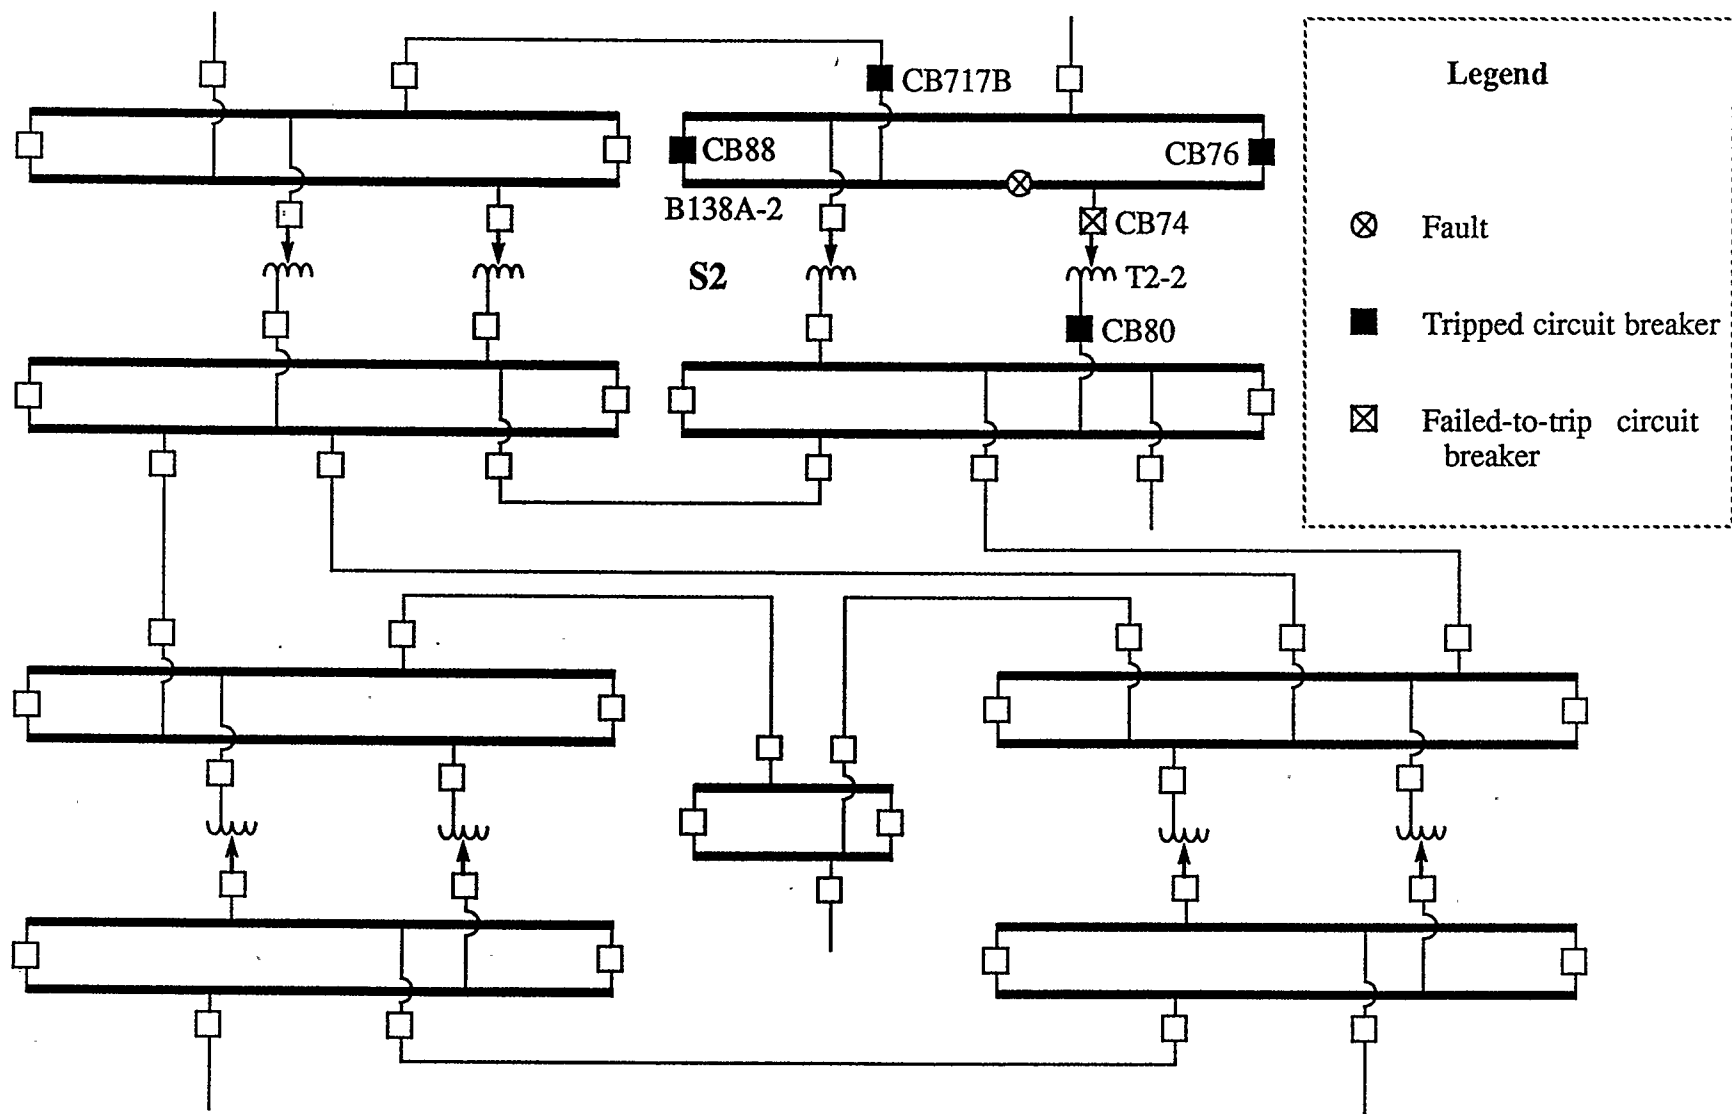 CB717B
Legend
CB88
CB76
B138A-2
CB74
Fault
S2
T2-2
CB80
Tripped circuit breaker
Failed-to-trip circuit
breaker